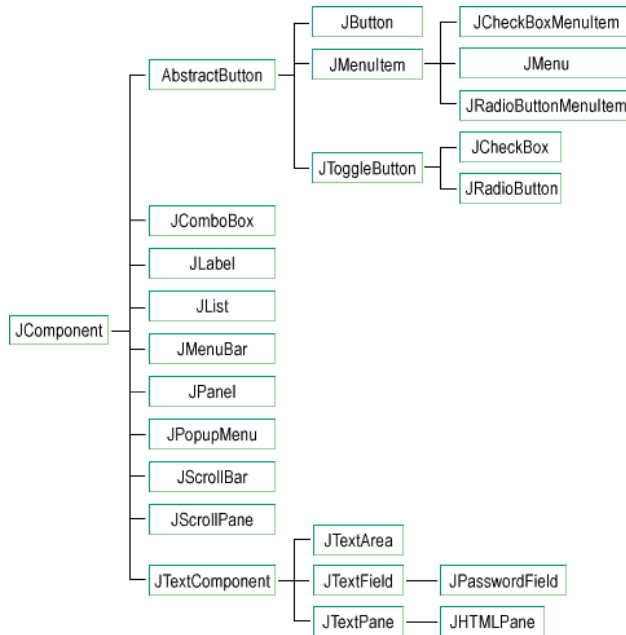 JButton
JCheckBoxMenuItem
AbstractButton
JMenuItem
JMenu
JRadioButtonMenuItem
JCheckBox
JToggleButton
JRadioButton
JComboBox
JLabel
JList
JComponent
JMenuBar
JPanel
JPopupMenu
JScrollBar
JScrollPane
JTextArea
JTextComponent
JTextField
JPasswordField
JTextPane
JHTMLPane